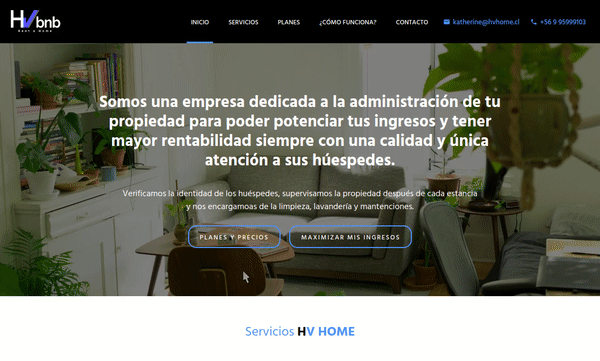 HVbnb
Rent a Home
INICIO SERVICIOS PLANES ¿CÓMO FUNCIONA? CONTACTO katherine@hvhome.cl +56 9 95999103
Somos una empresa dedicada a la administración de tu
propiedad para poder potenciar tus ingresos y tener
mayor rentabilidad siempre con una calidad y única
atención a sus húespedes.
Verificamos la identidad de los huéspedes, supervisamos la propiedad después de cada estancia
y nos encargamoas de la limpieza, lavandería y mantenciones.
PLANES Y PRECIOS MAXIMIZAR MIS INGRESOS
Servicios HV HOME